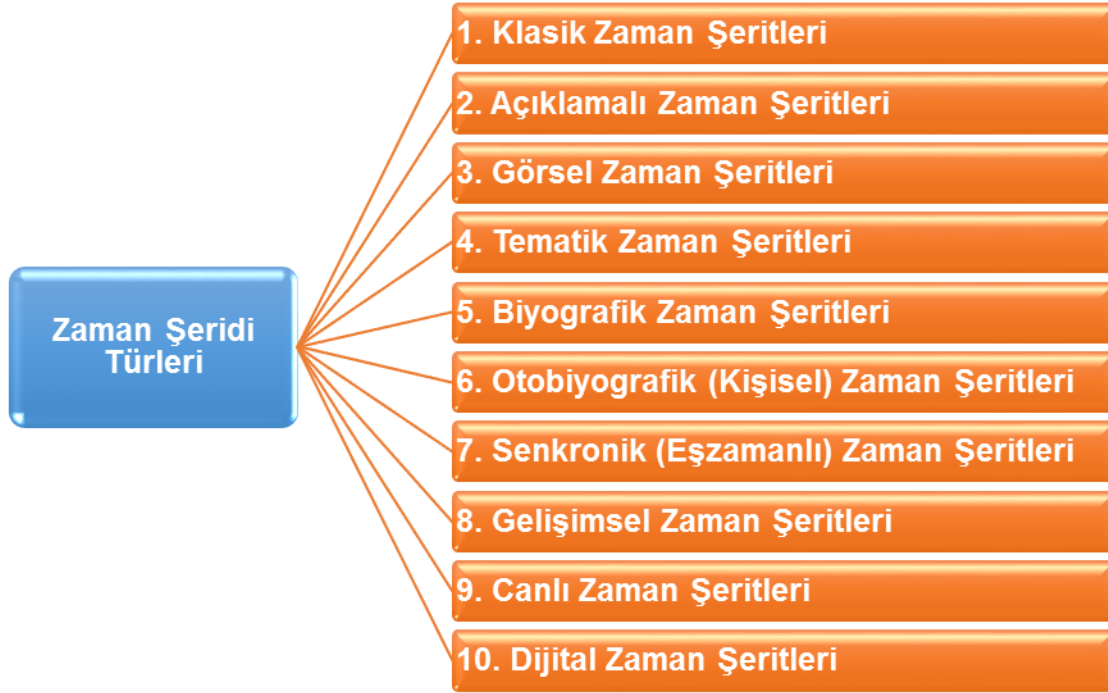 Zaman Şeridi
Türleri
1. Klasik Zaman Şeritleri
2. Açıklamalı Zaman Şeritleri
3. Görsel Zaman Şeritleri
4. Tematik Zaman Şeritleri
5. Biyografik Zaman Şeritleri
6. Otobiyografik (Kişisel) Zaman Şeritleri
7. Senkronik (Eşzamanlı) Zaman Şeritleri
8. Gelişimsel Zaman Şeritleri
9. Canlı Zaman Şeritleri
10. Dijital Zaman Şeritleri